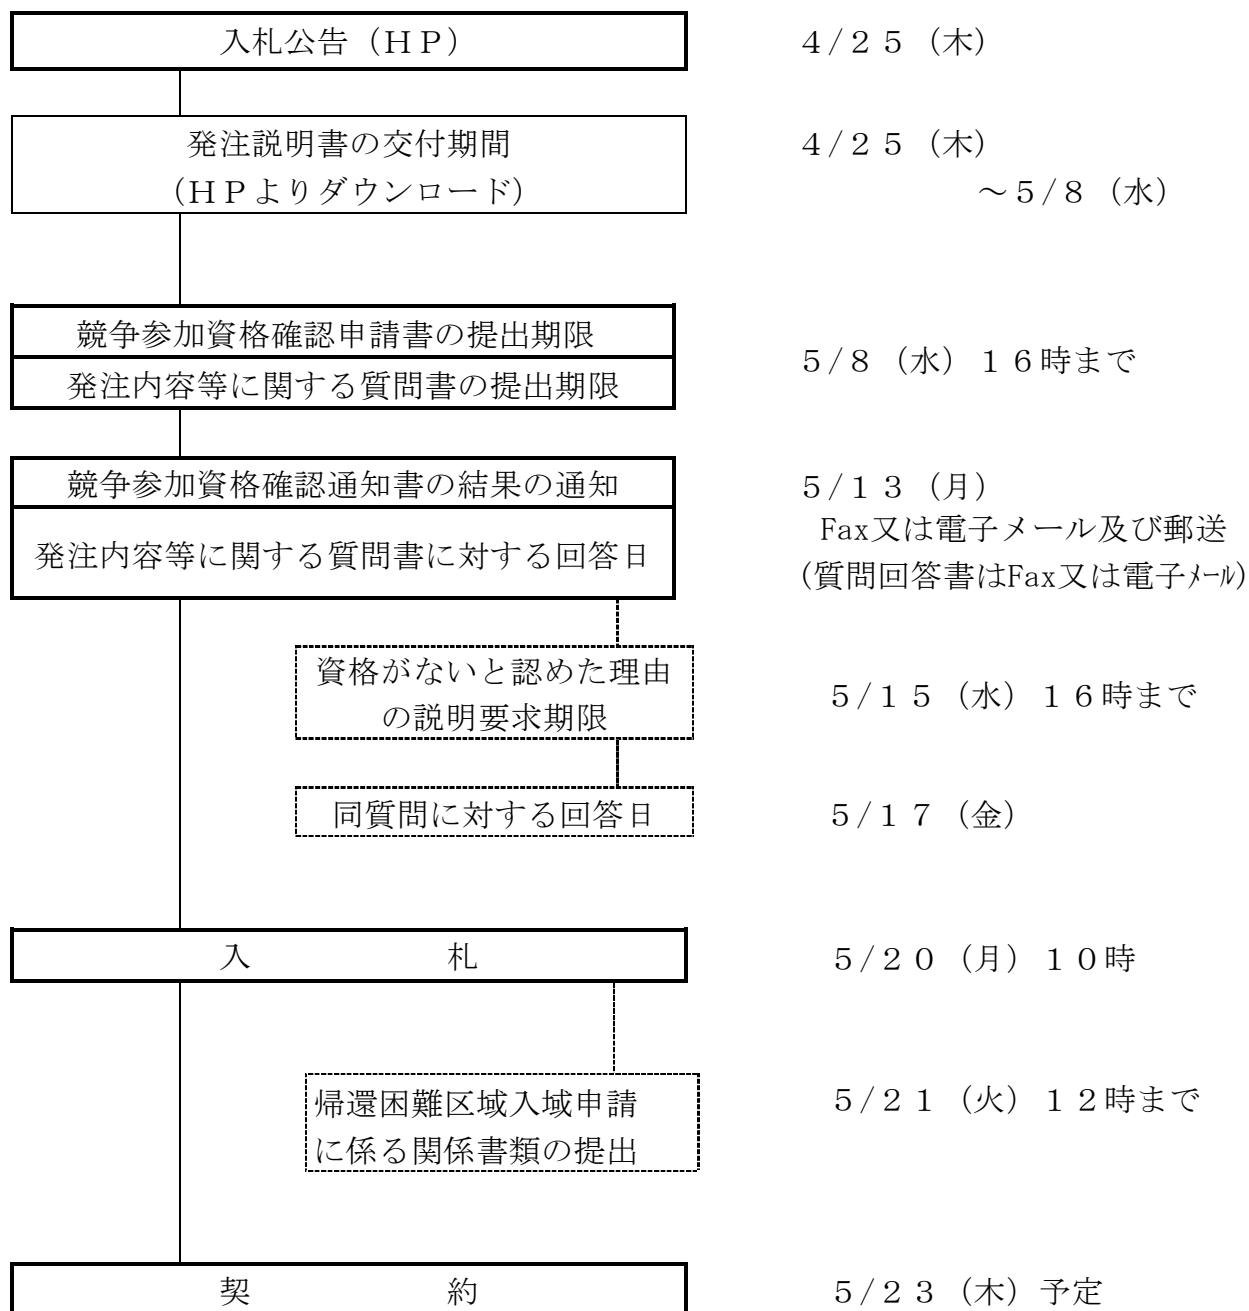 入札公告（ＨＰ）　４/２５（木）
発注説明書の交付期間　４/２５（木）
（ＨＰよりダウンロード）　～５/８（水）
競争参加資格確認申請書の提出期限
発注内容等に関する質問書の提出期限
５/８（水）１６時まで
競争参加資格確認通知書の結果の通知
発注内容等に関する質問書に対する回答日
５/１３（月）
Fax又は電子メール及び郵送
(質問回答書はFax又は電子ﾒｰﾙ)
資格がないと認めた理由
の説明要求期限
５/１５（水）１６時まで
同質問に対する回答日　５/１７（金）
入　　　札　５/２０（月）１０時
帰還困難区域入域申請
に係る関係書類の提出
５/２１（火）１２時まで
契　　　約　５/２３（木）予定